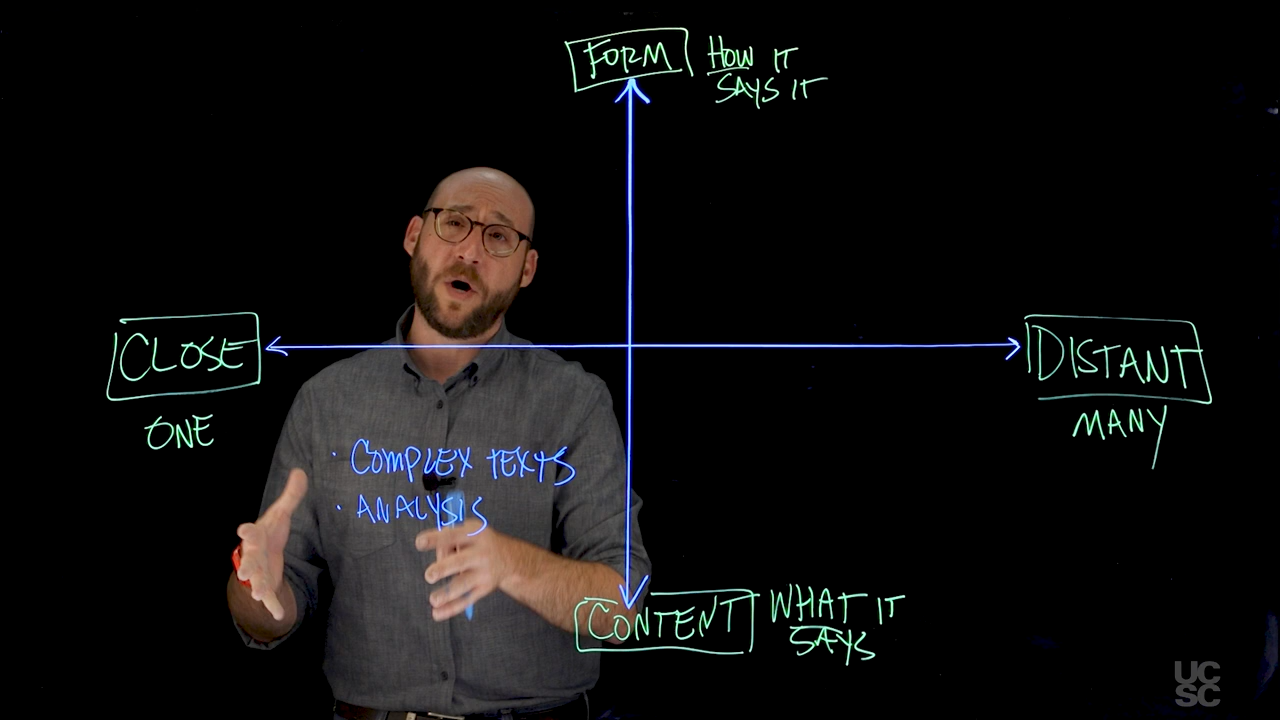 FORM
HOW IT
SAYS IT
CLOSE
ONE
DISTANT
MANY
· COMPLEX TEXTS
· ANALYSIS
CONTENT
WHAT IT
SAYS
UC
SC